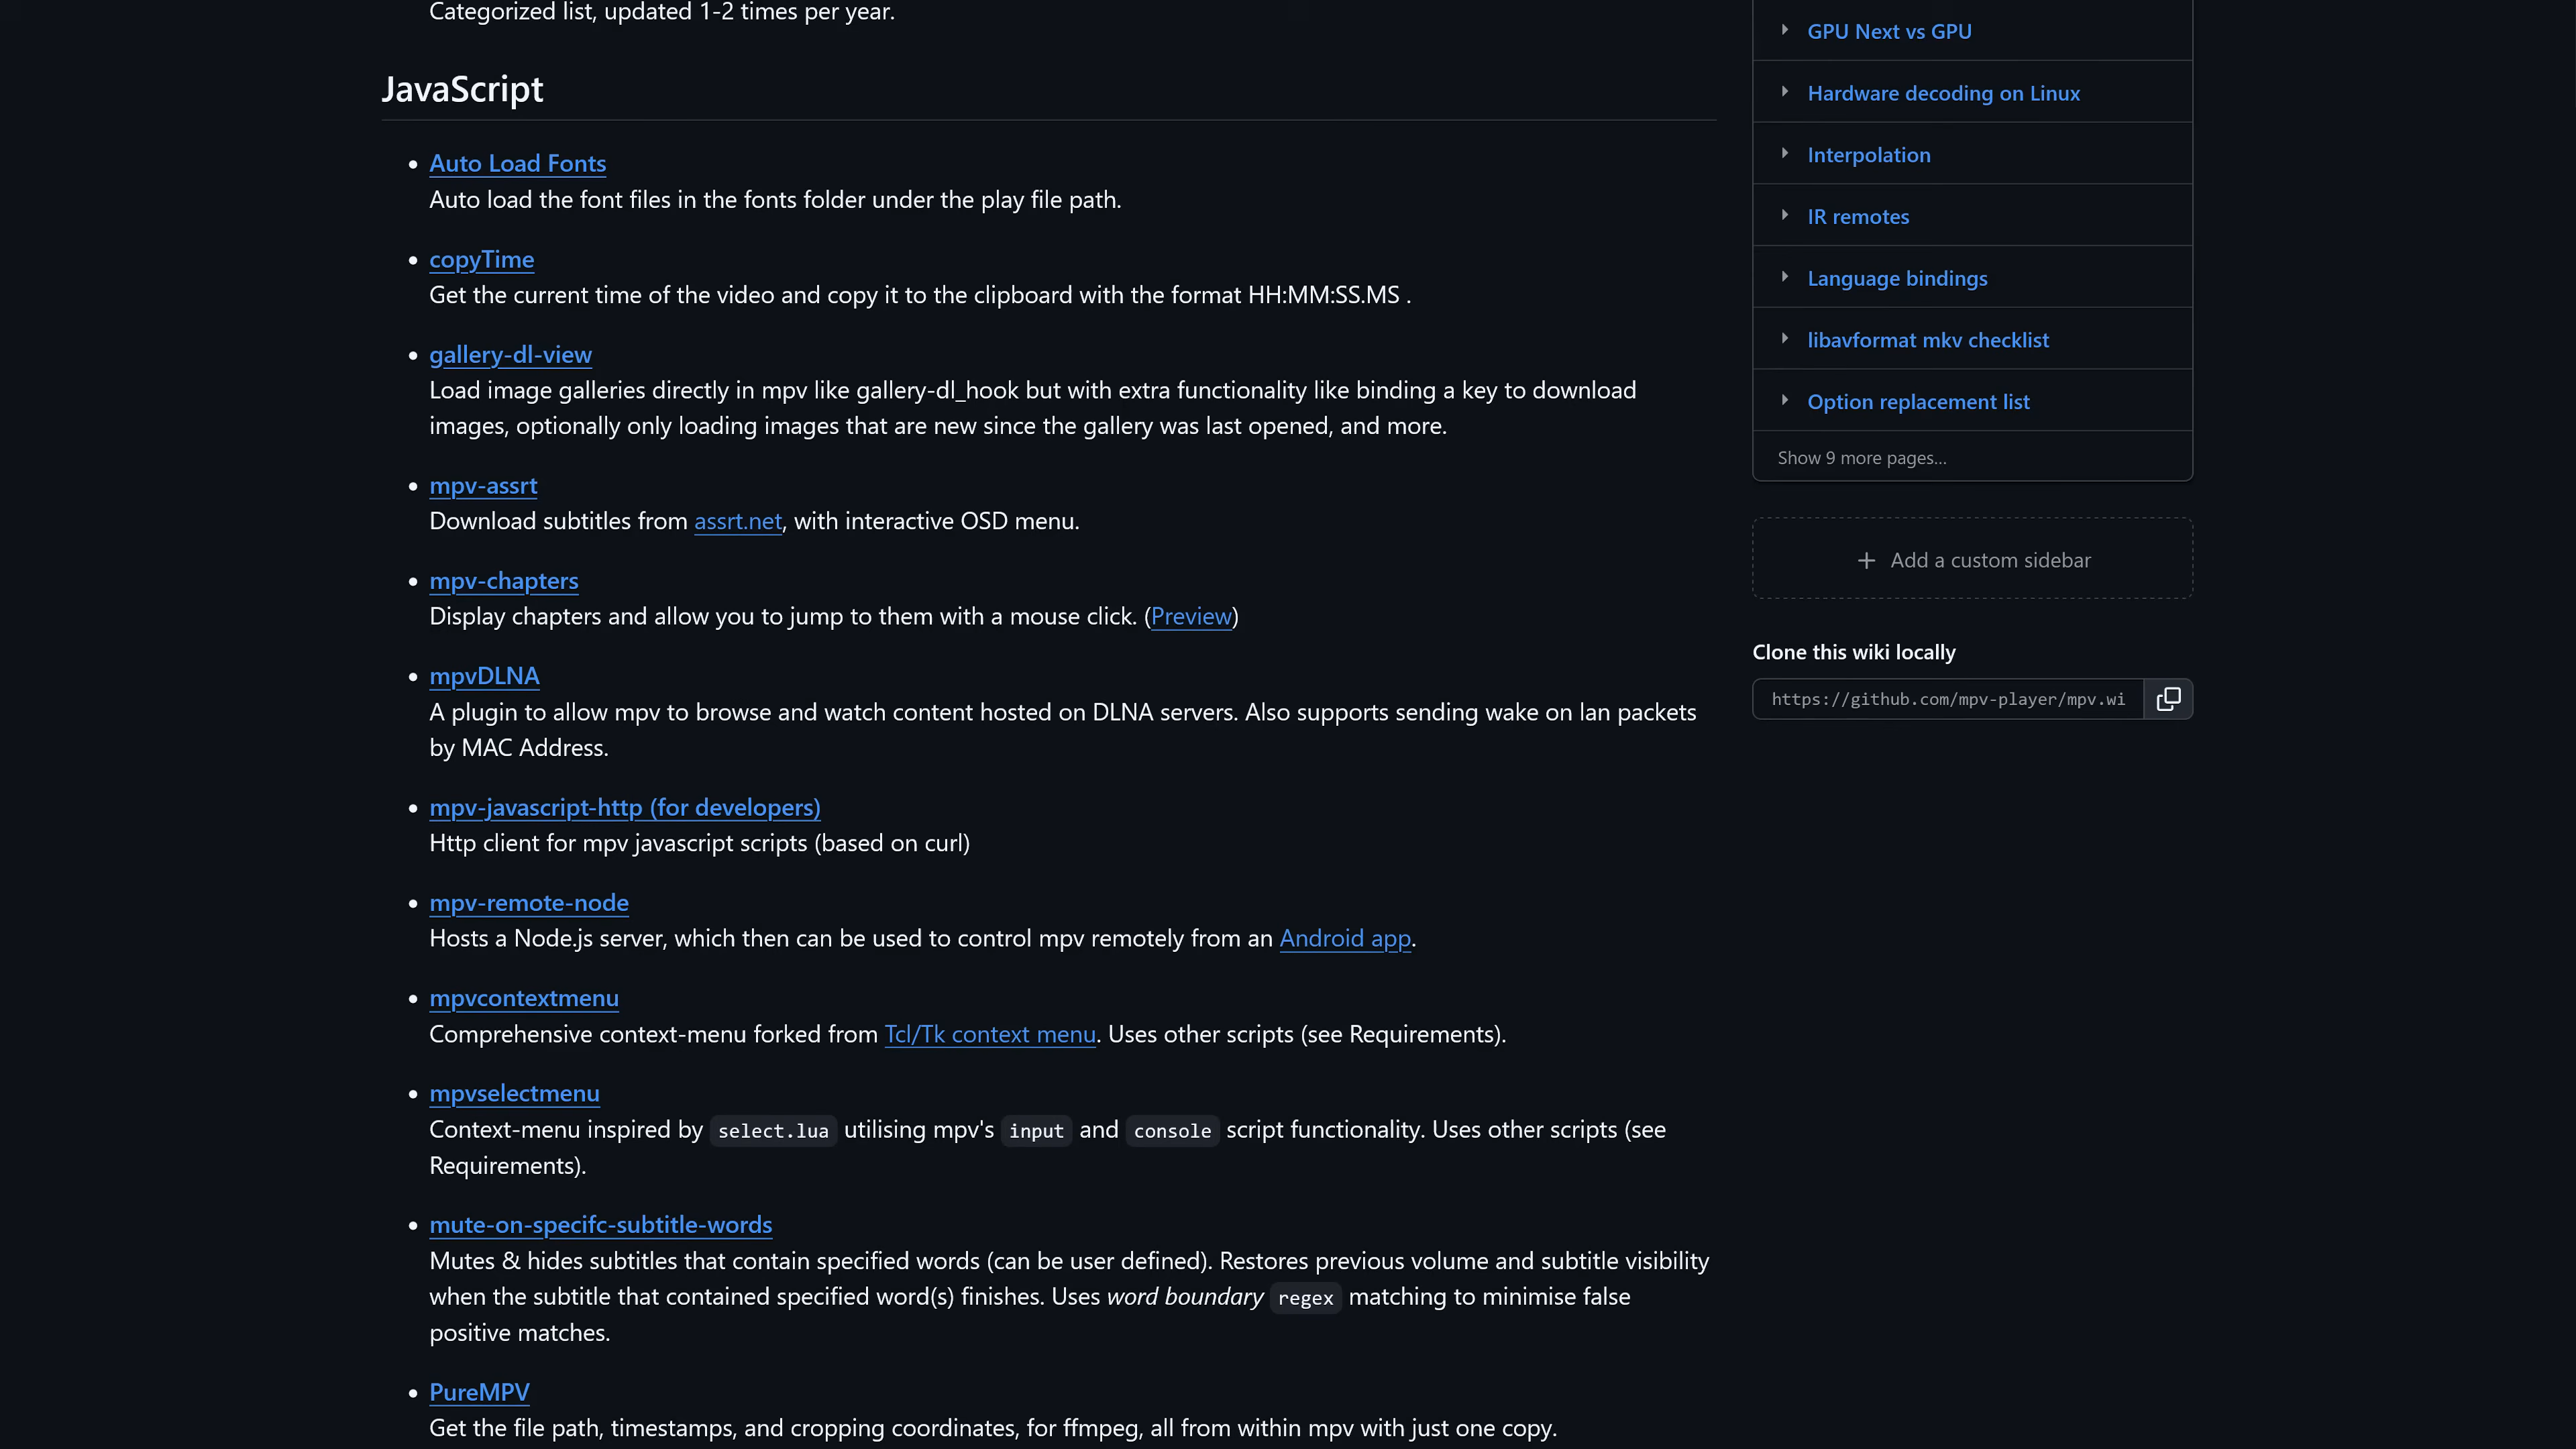 Categorized list, updated 1-2 times per year.
JavaScript
Auto Load Fonts
Auto load the font files in the fonts folder under the play file path.
copyTime
Get the current time of the video and copy it to the clipboard with the format HH:MM:SS.MS .
gallery-dl-view
Load image galleries directly in mpv like gallery-dl_hook but with extra functionality like binding a key to download
images, optionally only loading images that are new since the gallery was last opened, and more.
mpv-assrt
Download subtitles from assrt.net, with interactive OSD menu.
mpv-chapters
Display chapters and allow you to jump to them with a mouse click. (Preview)
mpvDLNA
A plugin to allow mpv to browse and watch content hosted on DLNA servers. Also supports sending wake on lan packets
by MAC Address.
mpv-javascript-http (for developers)
Http client for mpv javascript scripts (based on curl)
mpv-remote-node
Hosts a Node.js server, which then can be used to control mpv remotely from an Android app.
mpvcontextmenu
Comprehensive context-menu forked from Tcl/Tk context menu. Uses other scripts (see Requirements).
mpvselectmenu
Context-menu inspired by select.lua utilising mpv's input and console script functionality. Uses other scripts (see
Requirements).
mute-on-specifc-subtitle-words
Mutes & hides subtitles that contain specified words (can be user defined). Restores previous volume and subtitle visibility
when the subtitle that contained specified word(s) finishes. Uses word boundary regex matching to minimise false
positive matches.
PureMPV
Get the file path, timestamps, and cropping coordinates, for ffmpeg, all from within mpv with just one copy.
GPU Next vs GPU
Hardware decoding on Linux
Interpolation
IR remotes
Language bindings
libavformat mkv checklist
Option replacement list
Show 9 more pages...
Add a custom sidebar
Clone this wiki locally
https://github.com/mpv-player/mpv.wi